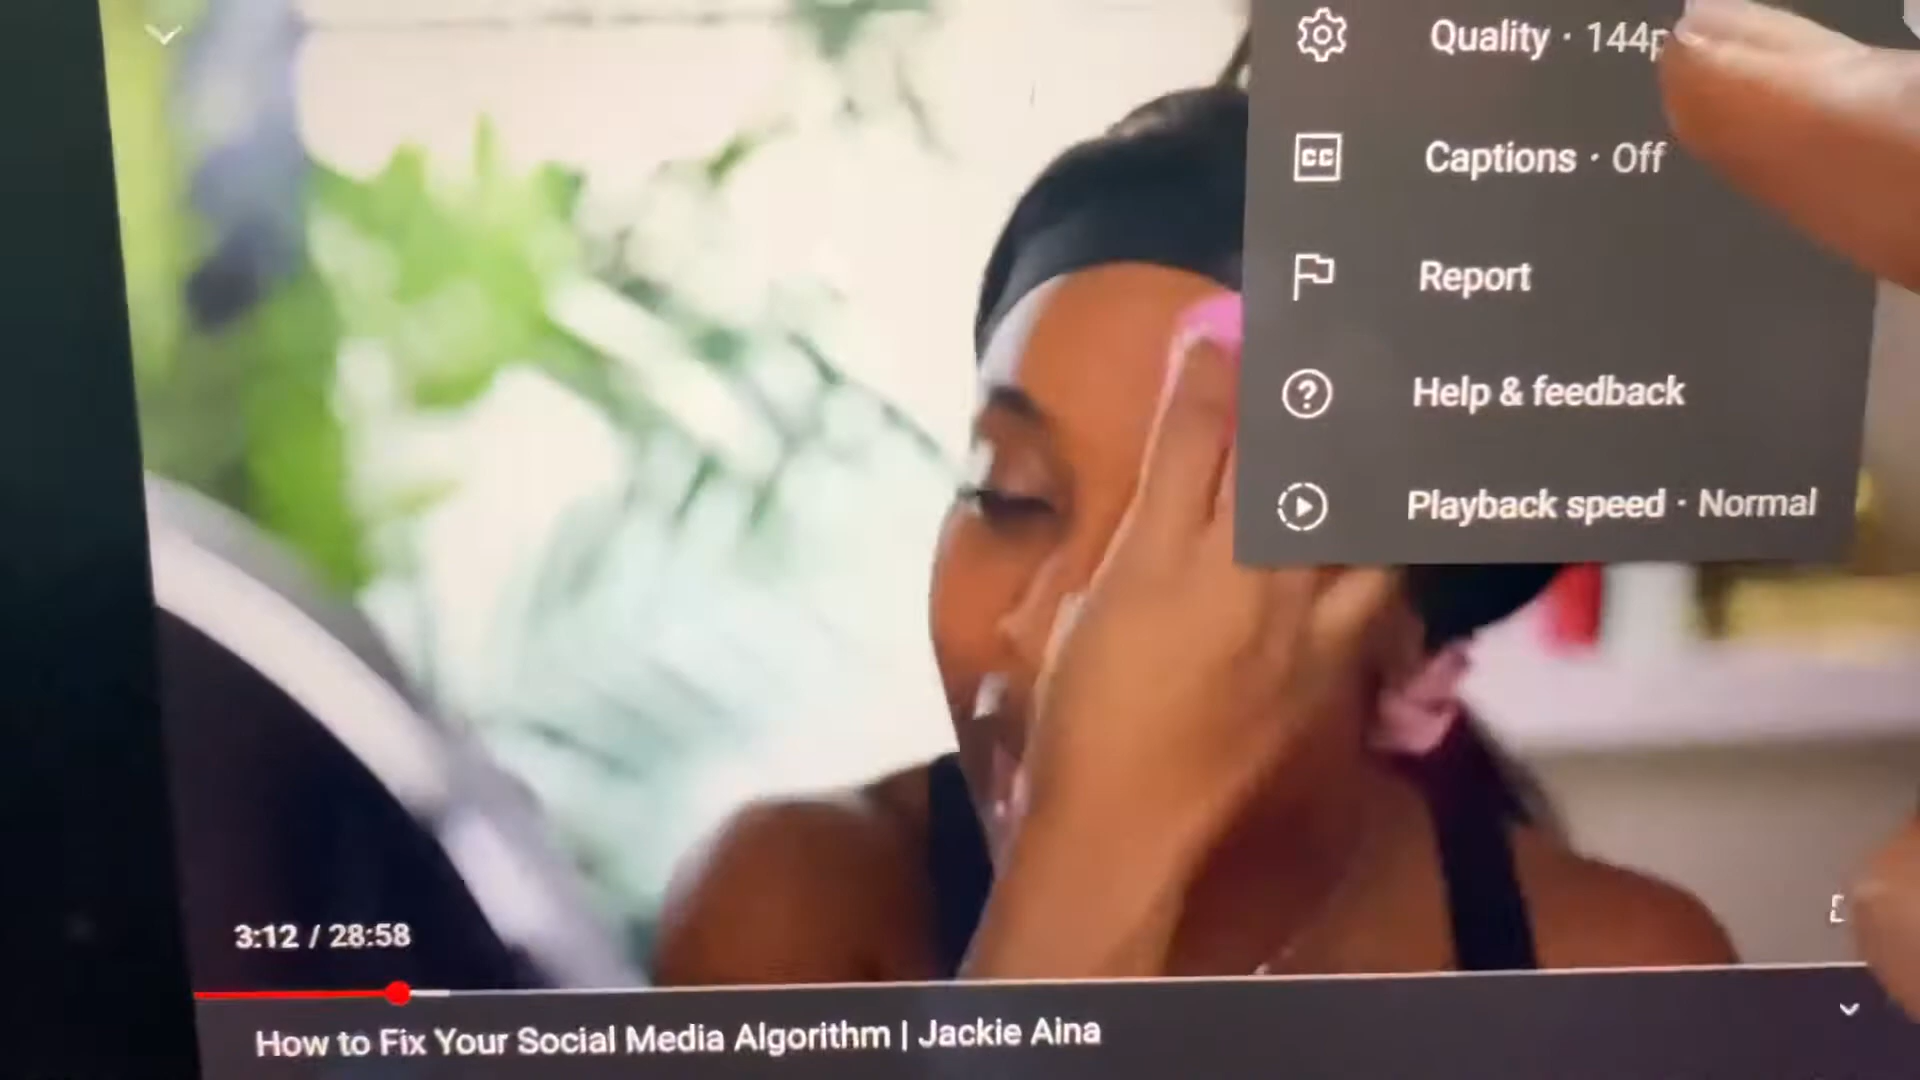 Quality · 144p
CC
Captions · Off
Report
Help & feedback
Playback speed · Normal
3:12 / 28:58
How to Fix Your Social Media Algorithm | Jackie Aina